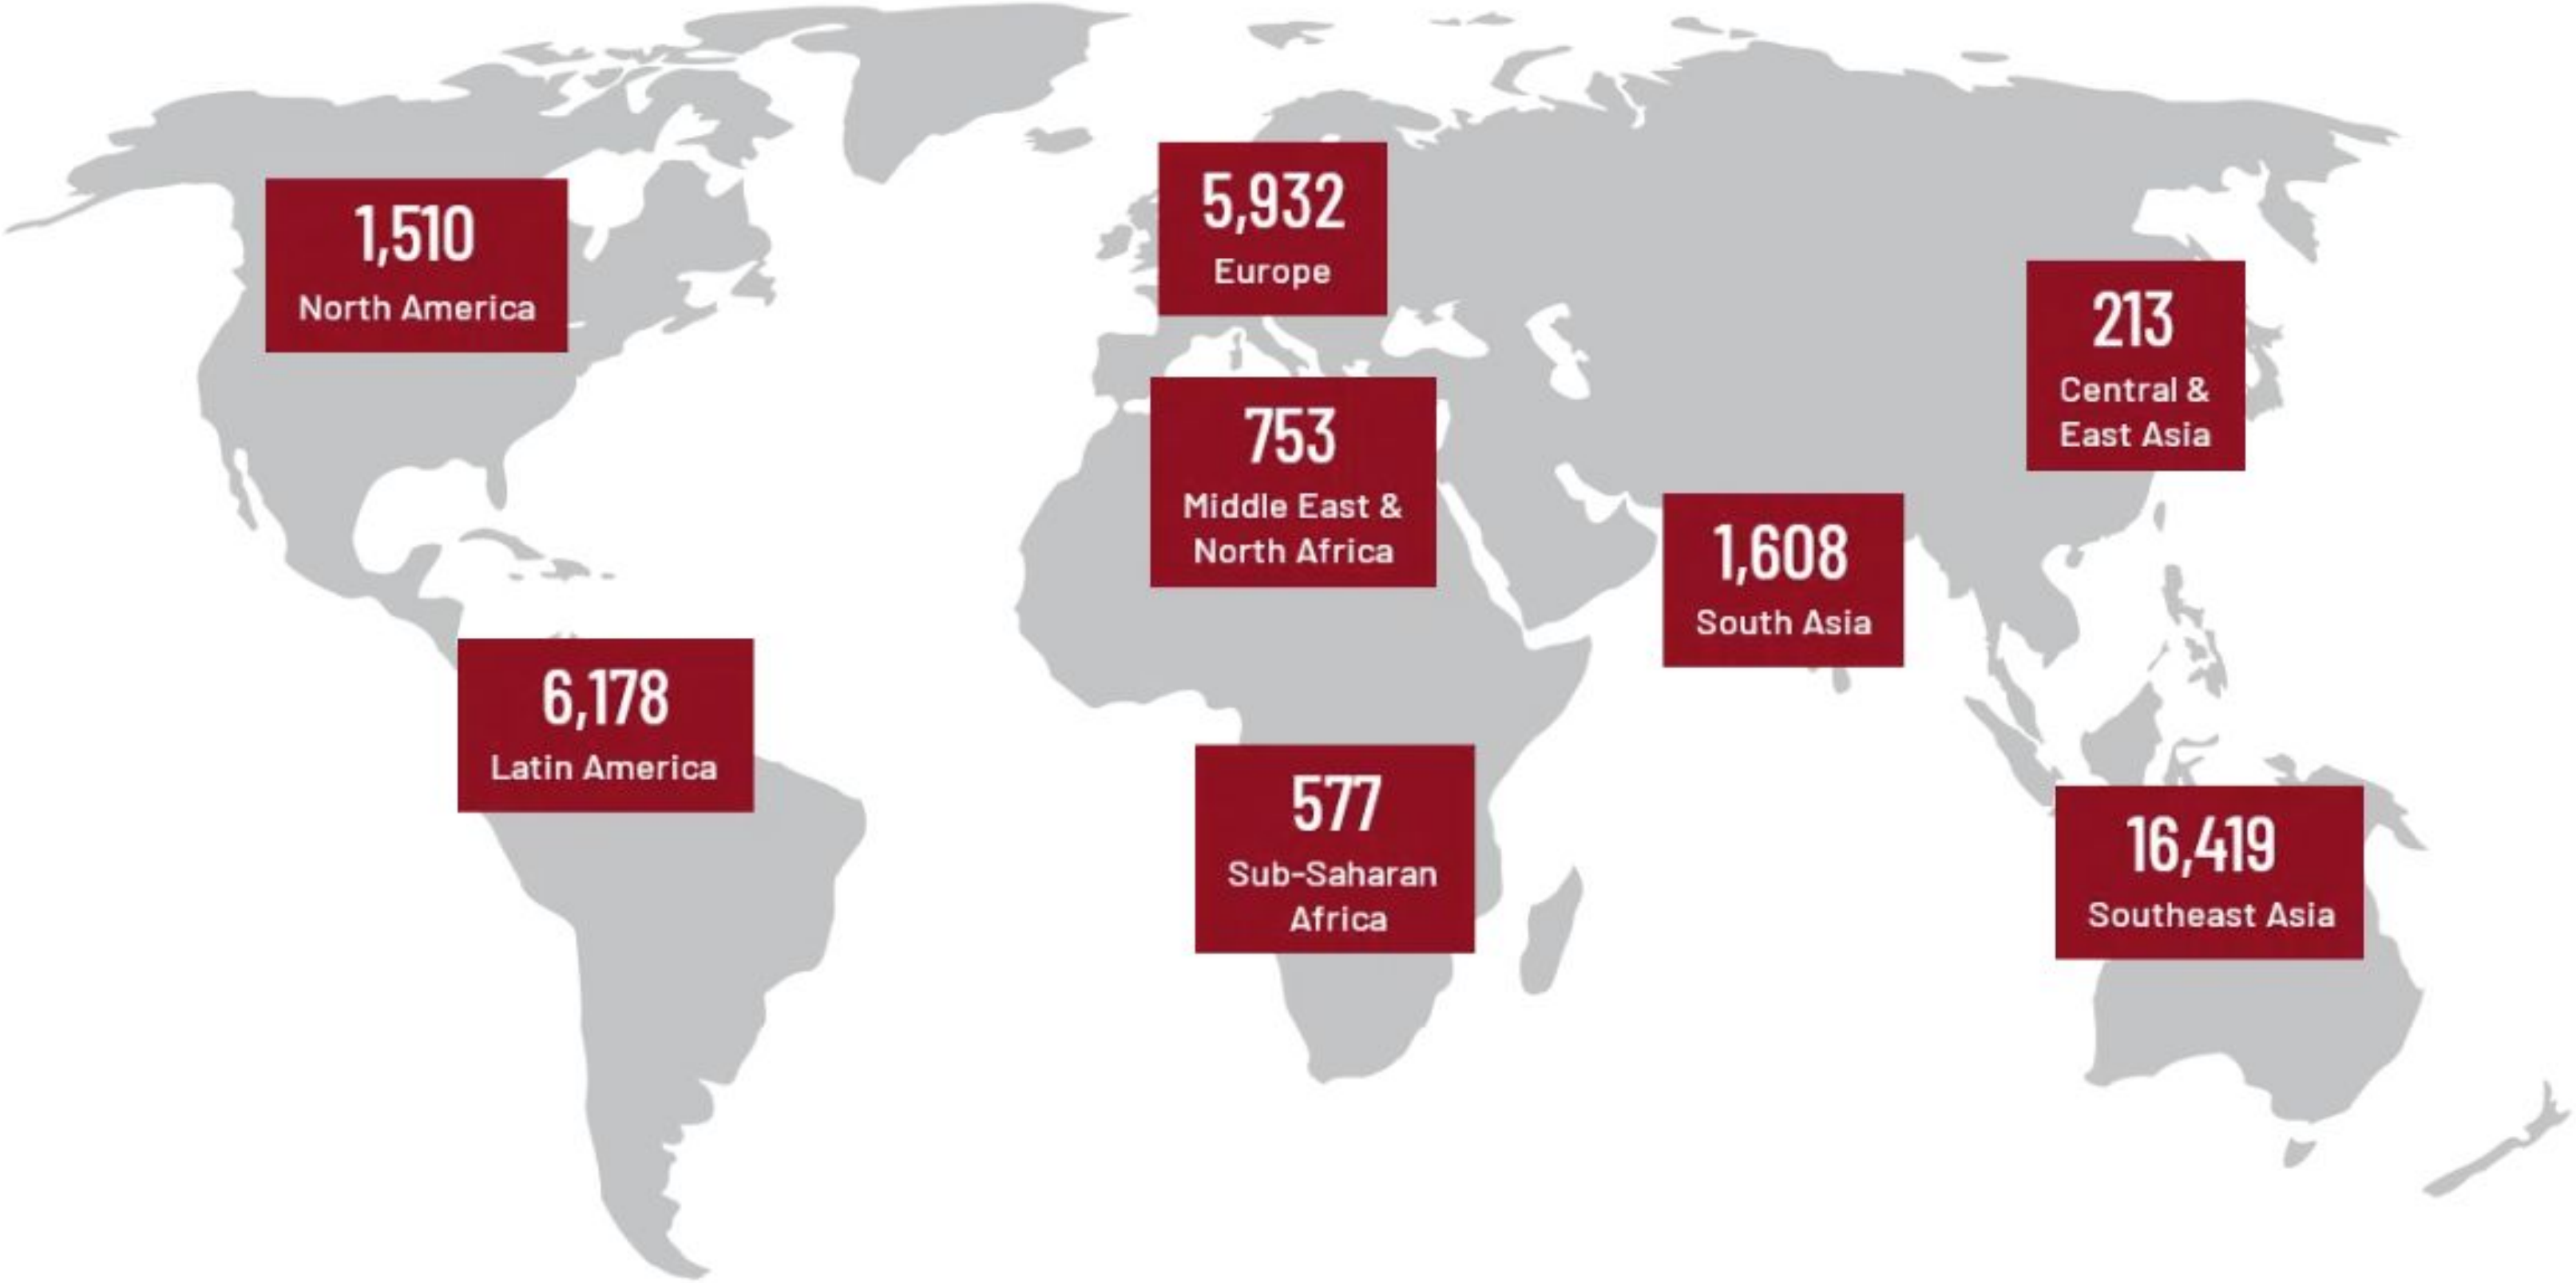 1,510
North America
5,932
Europe
213
Central &
East Asia
753
Middle East &
North Africa
1,608
South Asia
6,178
Latin America
577
Sub-Saharan
Africa
16,419
Southeast Asia